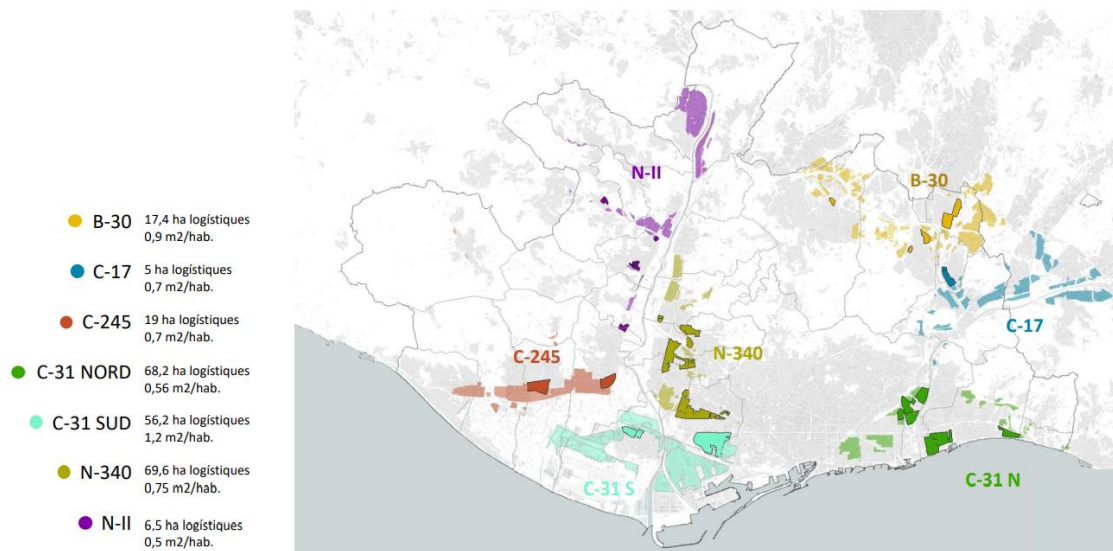 B-30 17,4 ha logístiques
0,9 m2/hab.
C-17 5 ha logístiques
0,7 m2/hab.
C-245 19 ha logístiques
0,7 m2/hab.
C-31 NORD 68,2 ha logístiques
0,56 m2/hab.
C-31 SUD 56,2 ha logístiques
1,2 m2/hab.
N-340 69,6 ha logístiques
0,75 m2/hab.
N-II 6,5 ha logístiques
0,5 m2/hab.
N-II
B-30
C-17
C-245
N-340
C-31 S
C-31 N